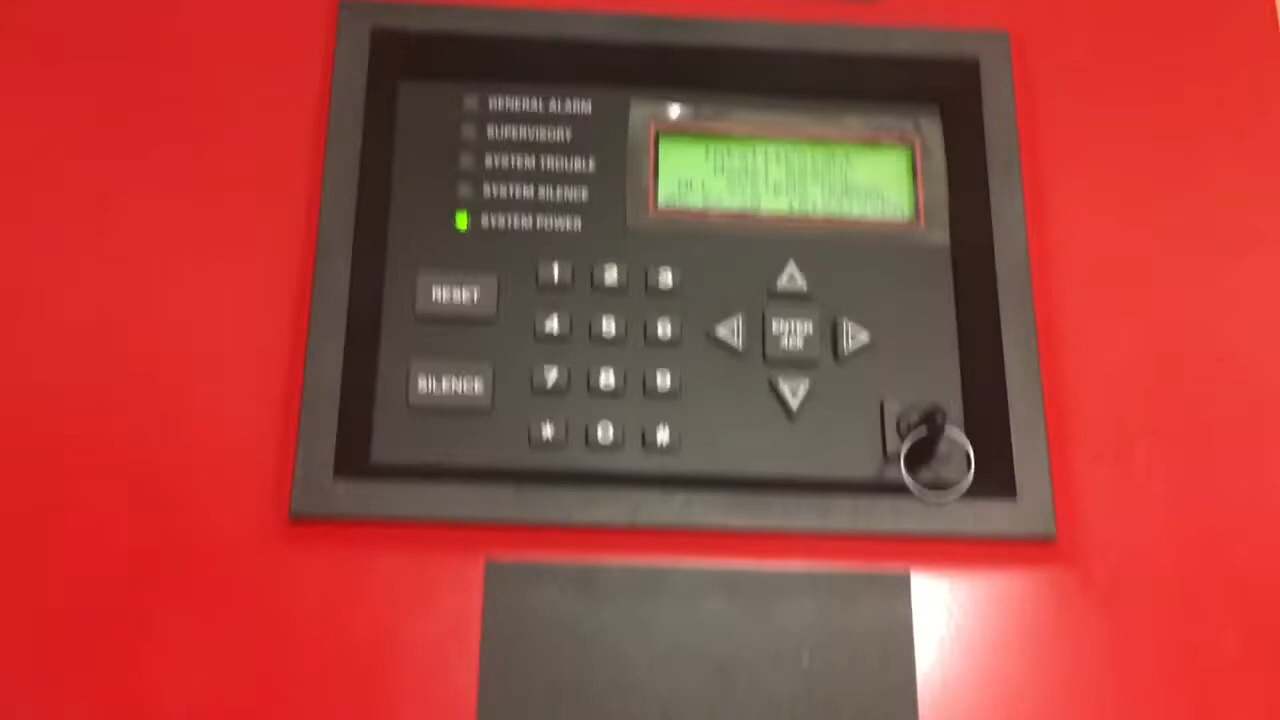 GENERAL ALARM
SUPERVISORY
SYSTEM TROUBLE
SYSTEM SILENCE
SYSTEM POWER
RESET
SILENCE
1 2 3
4 5 6
7 8 9
* 0 #
ENTER
ACK